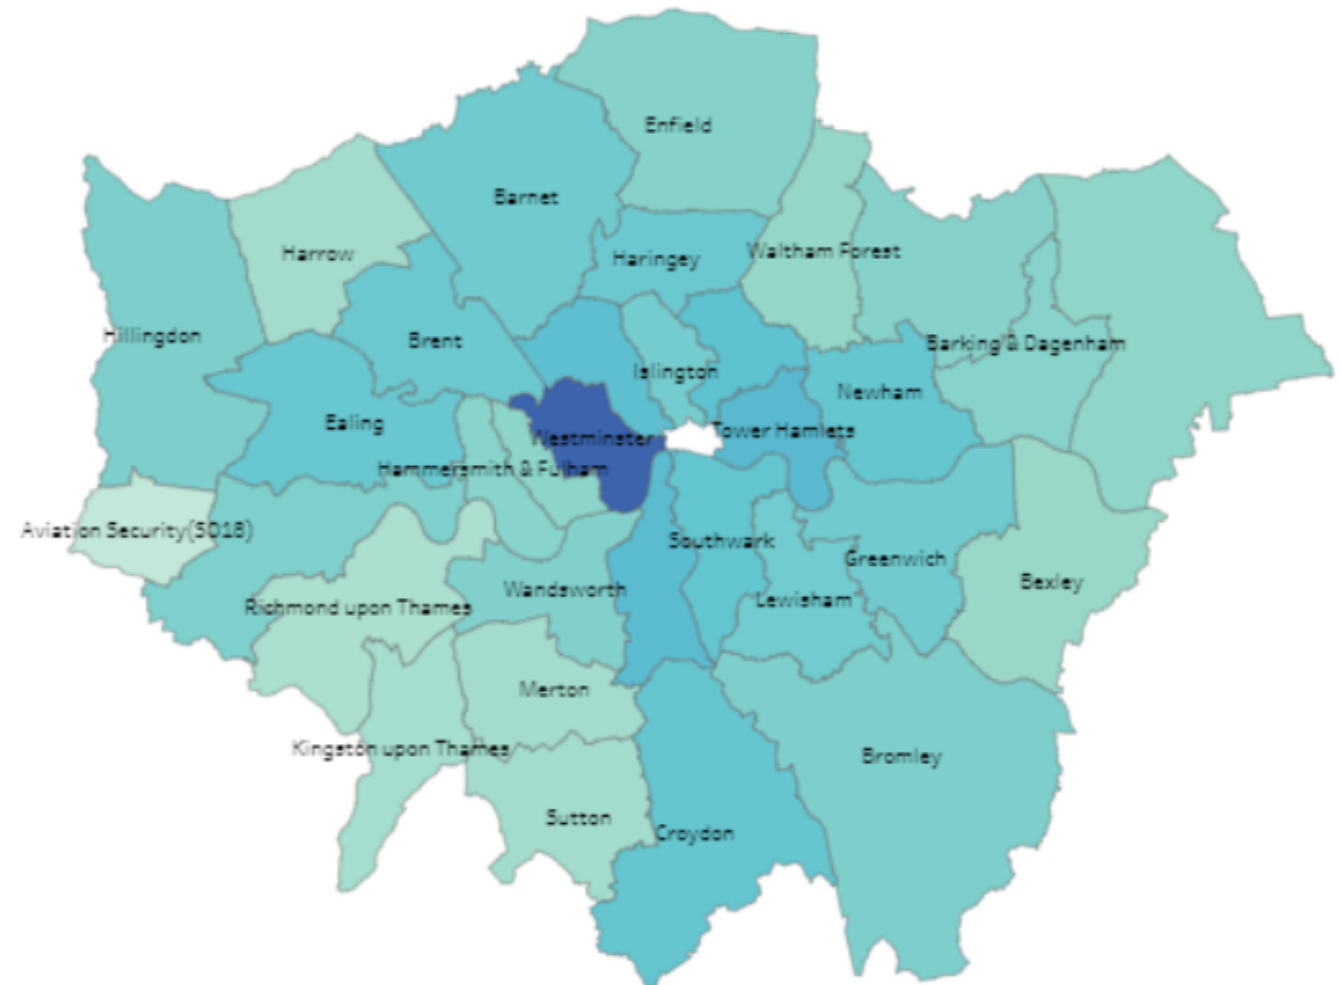 Enfield
Barnet
Harrow
Haringey
Waltham Forest
Hillingdon
Brent
Barking & Dagenham
Islington
Newham
Ealing
Westminster
Tower Hamlets
Hammersmith & Fulham
Aviation Security(SO18)
Southwark
Greenwich
Bexley
Wandsworth
Lewisham
Richmond upon Thames
Merton
Kingston upon Thames
Bromley
Sutton
Croydon